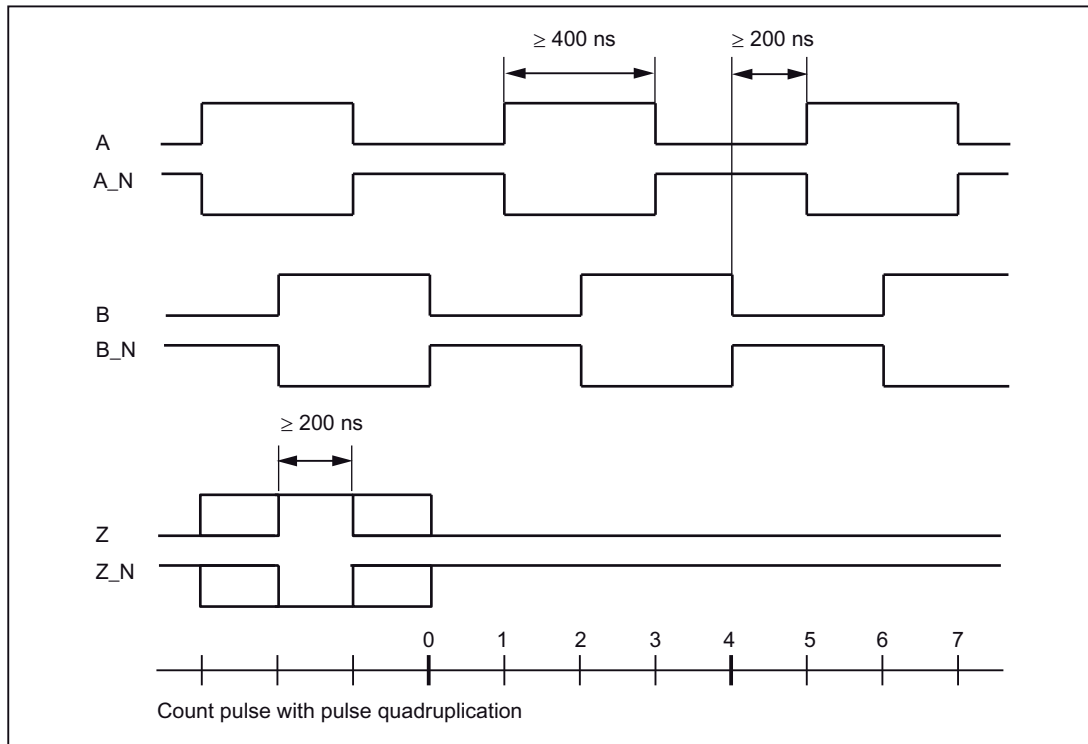 ≥ 400 ns
≥ 200 ns
A
A_N
B
B_N
≥ 200 ns
Z
Z_N
0 1 2 3 4 5 6 7
Count pulse with pulse quadruplication